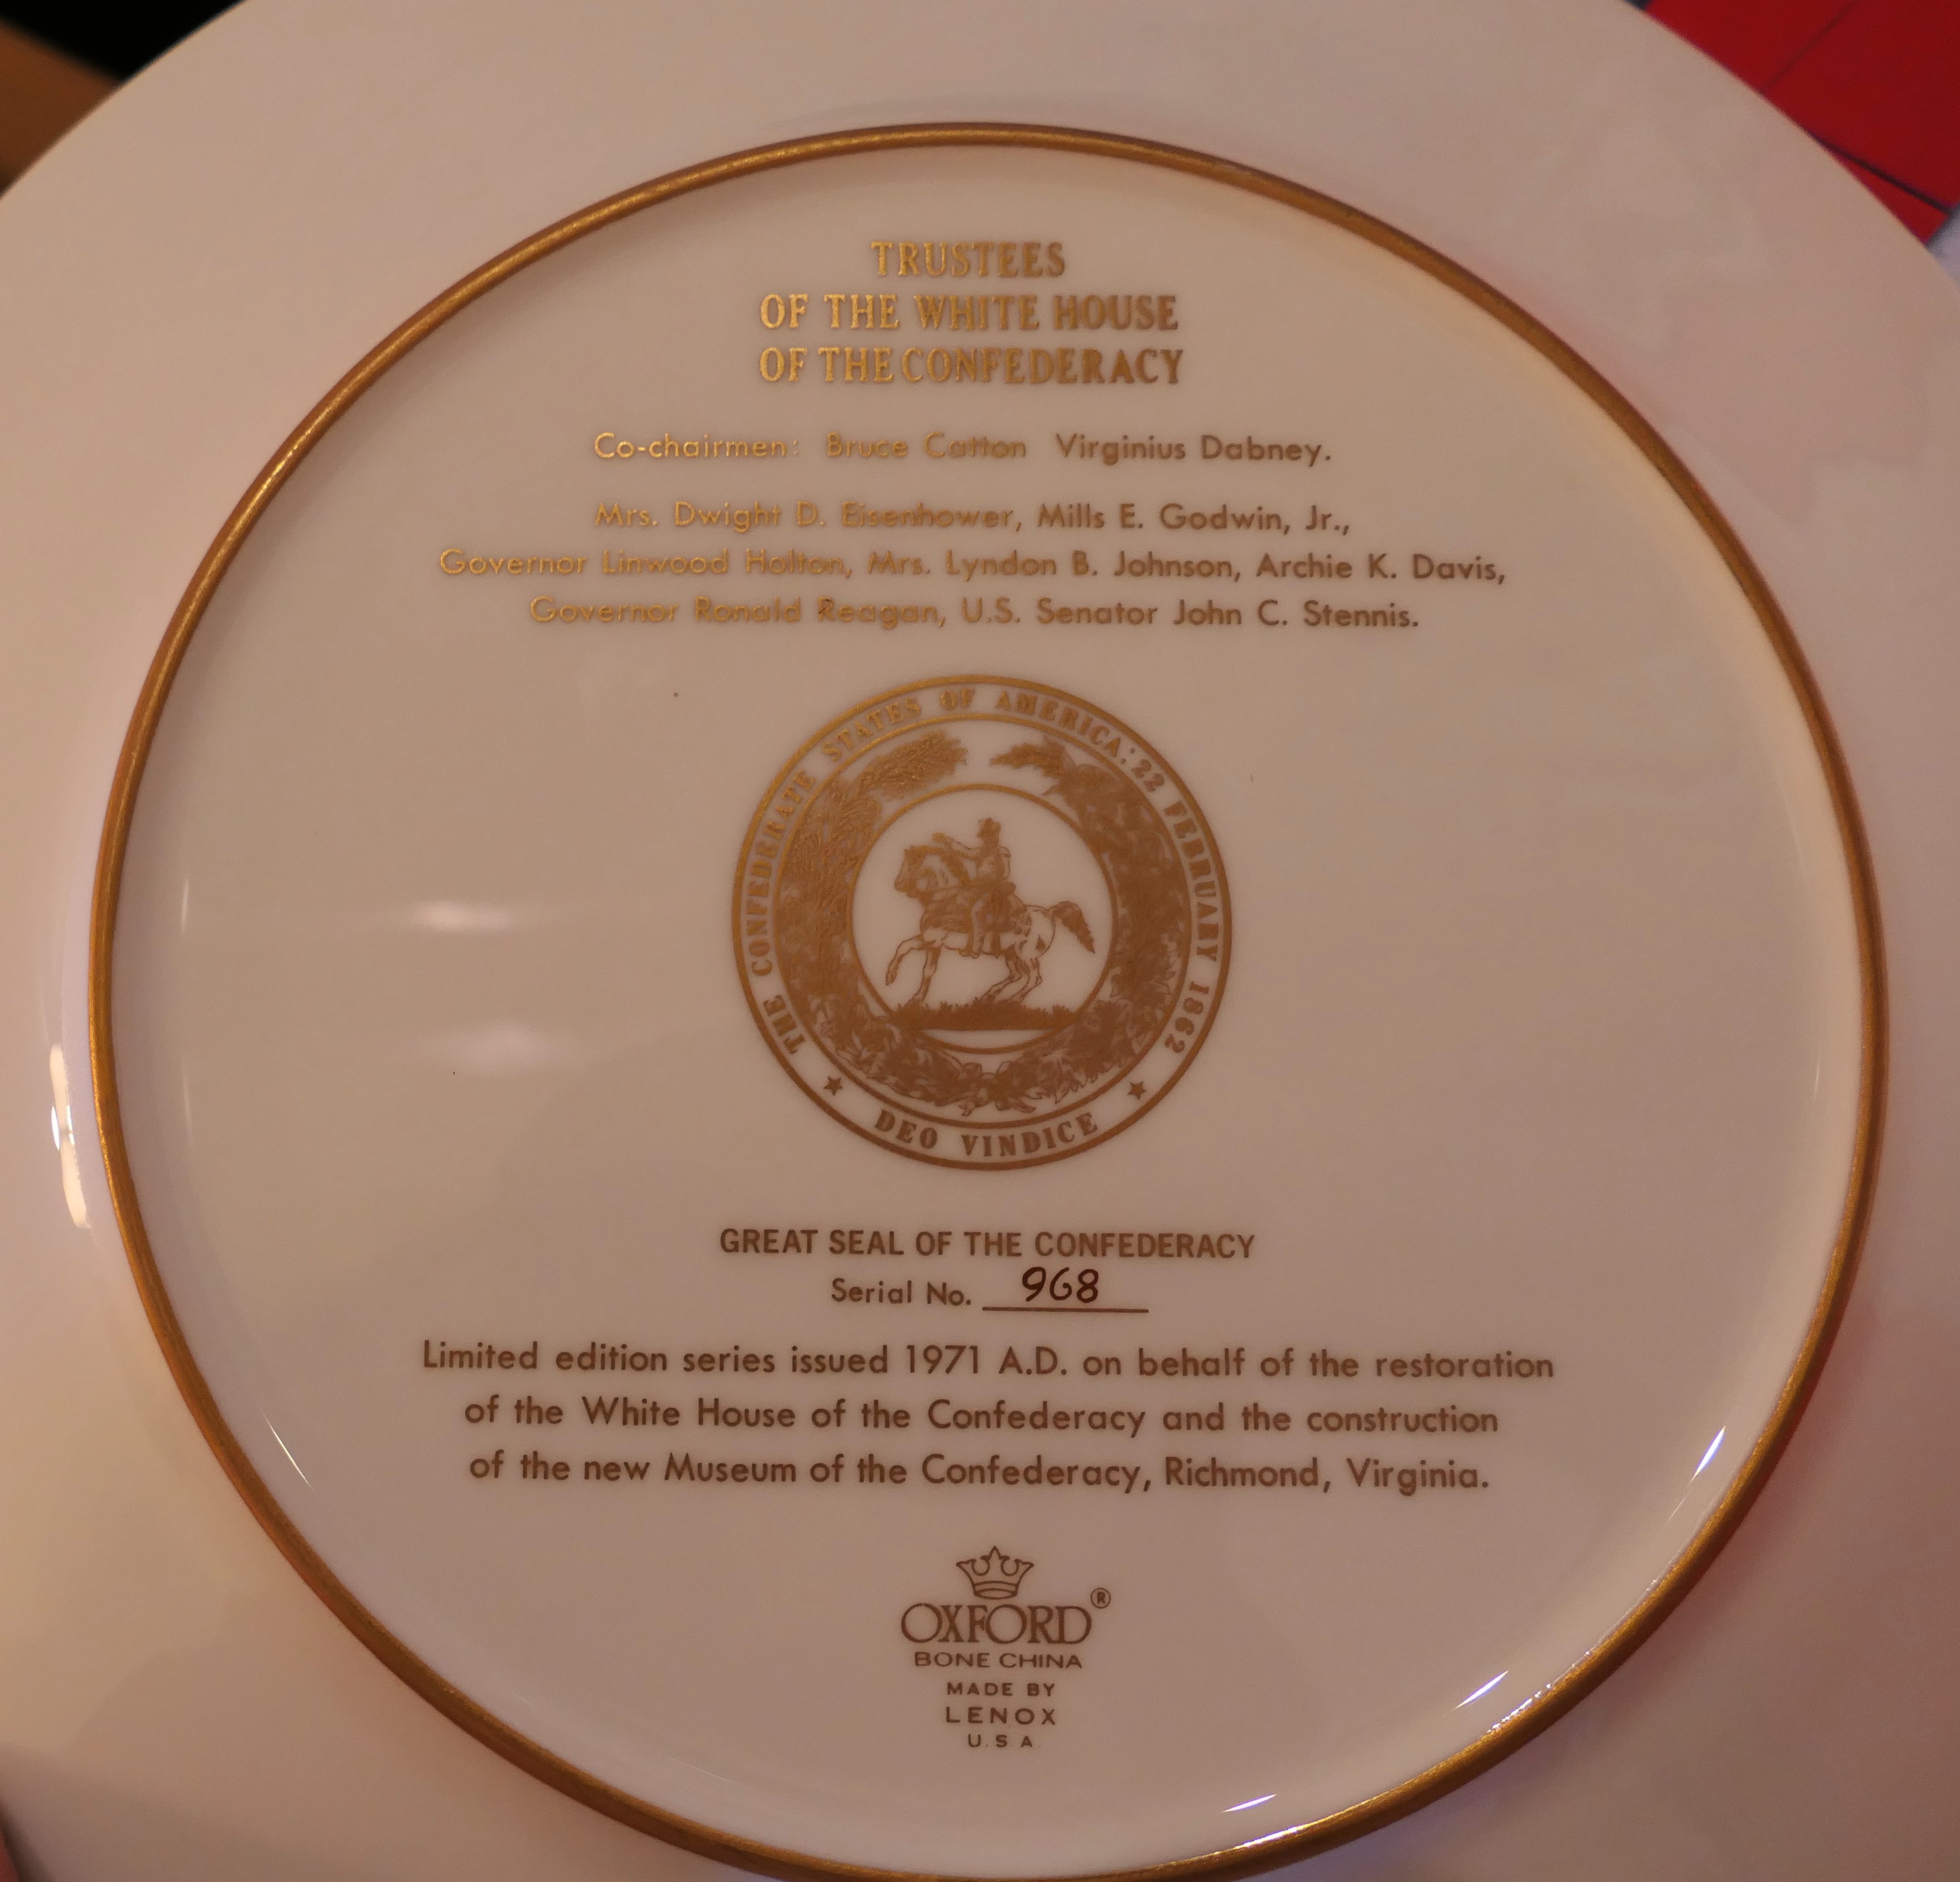 TRUSTEES
OF THE WHITE HOUSE
OF THE CONFEDERACY
Co-chairmen: Bruce Catton Virginius Dabney.
Mrs. Dwight D. Eisenhower, Mills E. Godwin, Jr.,
Governor Linwood Holton, Mrs. Lyndon B. Johnson, Archie K. Davis,
Governor Ronald Reagan, U.S. Senator John C. Stennis.
THE CONFEDERATE STATES OF AMERICA: 22 FEBRUARY 1862
★ DEO VINDICE ★
GREAT SEAL OF THE CONFEDERACY
Serial No. 968
Limited edition series issued 1971 A.D. on behalf of the restoration
of the White House of the Confederacy and the construction
of the new Museum of the Confederacy, Richmond, Virginia.
OXFORD®
BONE CHINA
MADE BY
LENOX
U.S.A